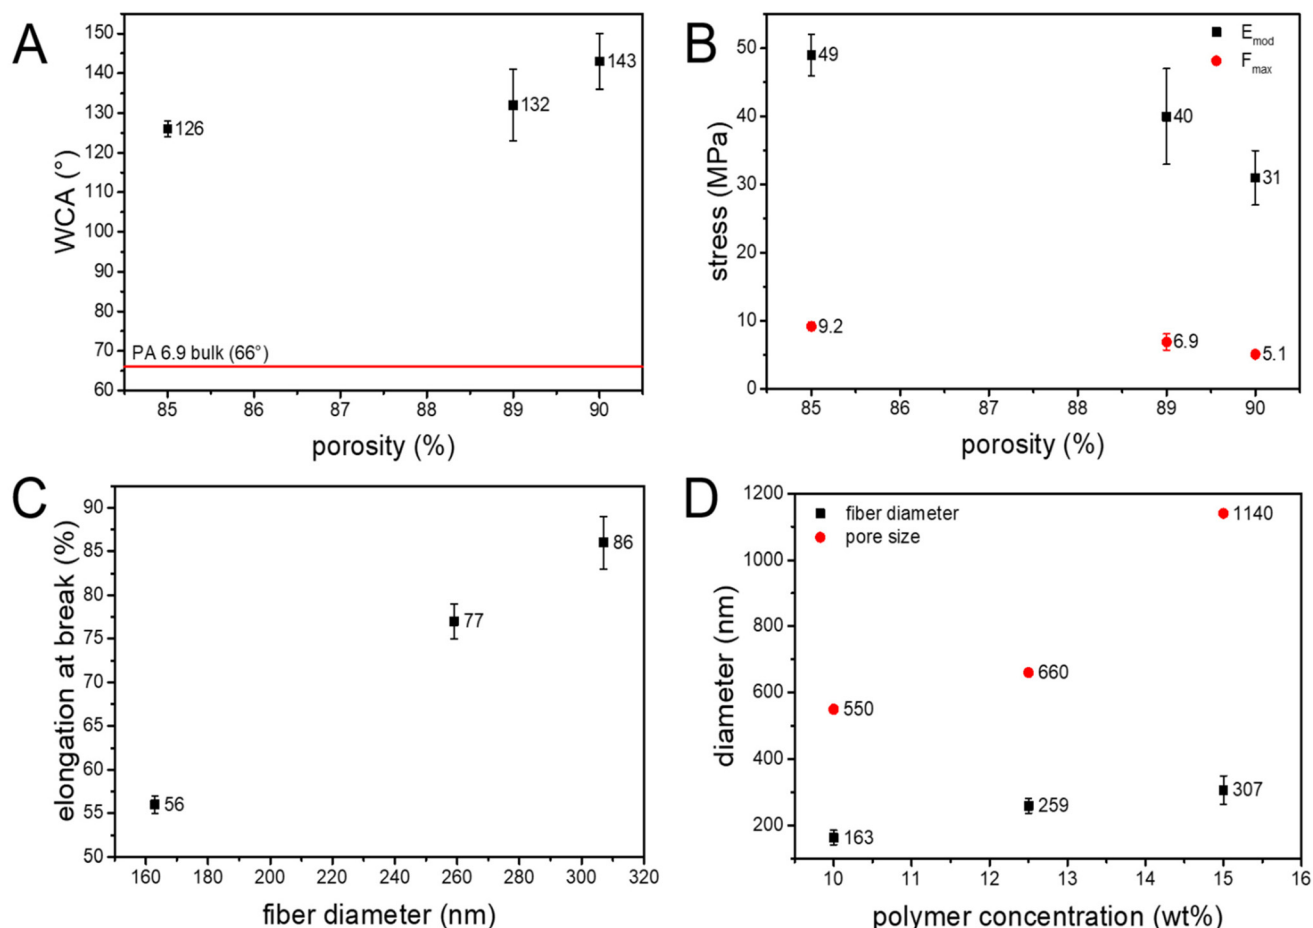 A
WCA (°)
150
140
130
120
110
100
90
80
70
60
126
132
143
PA 6.9 bulk (66°)
85 86 87 88 89 90
porosity (%)
B
stress (MPa)
50
40
30
20
10
0
E_mod
F_max
49
40
31
9.2
6.9
5.1
85 86 87 88 89 90
porosity (%)
C
elongation at break (%)
90
85
80
75
70
65
60
55
50
86
77
56
160 180 200 220 240 260 280 300 320
fiber diameter (nm)
D
diameter (nm)
1200
1000
800
600
400
200
fiber diameter
pore size
1140
660
550
307
259
163
10 11 12 13 14 15 16
polymer concentration (wt%)